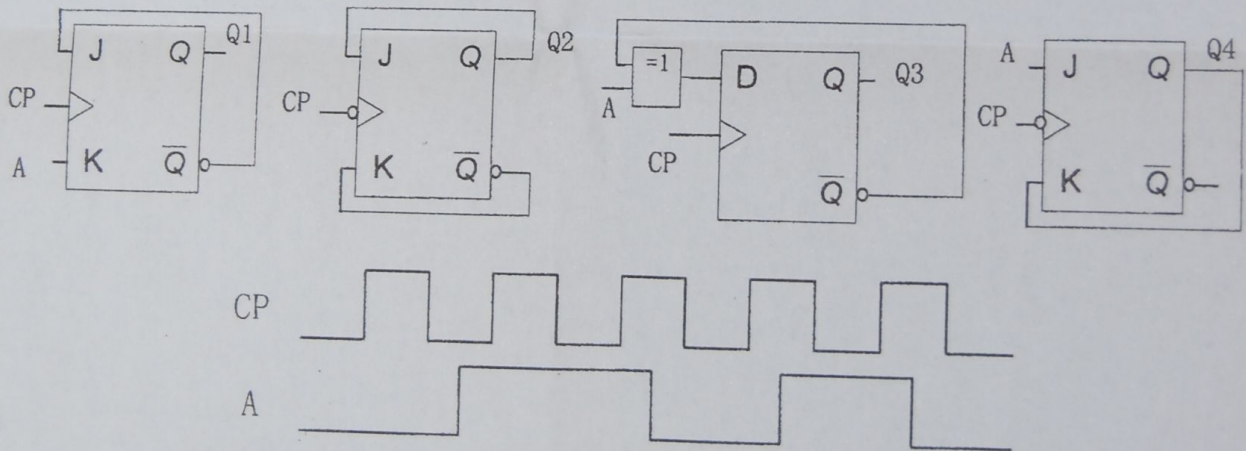 J Q Q1
CP
A K Q̅
J Q Q2
CP
K Q̅
=1
A
D Q Q3
CP
Q̅
A J Q Q4
CP
K Q̅
CP
A